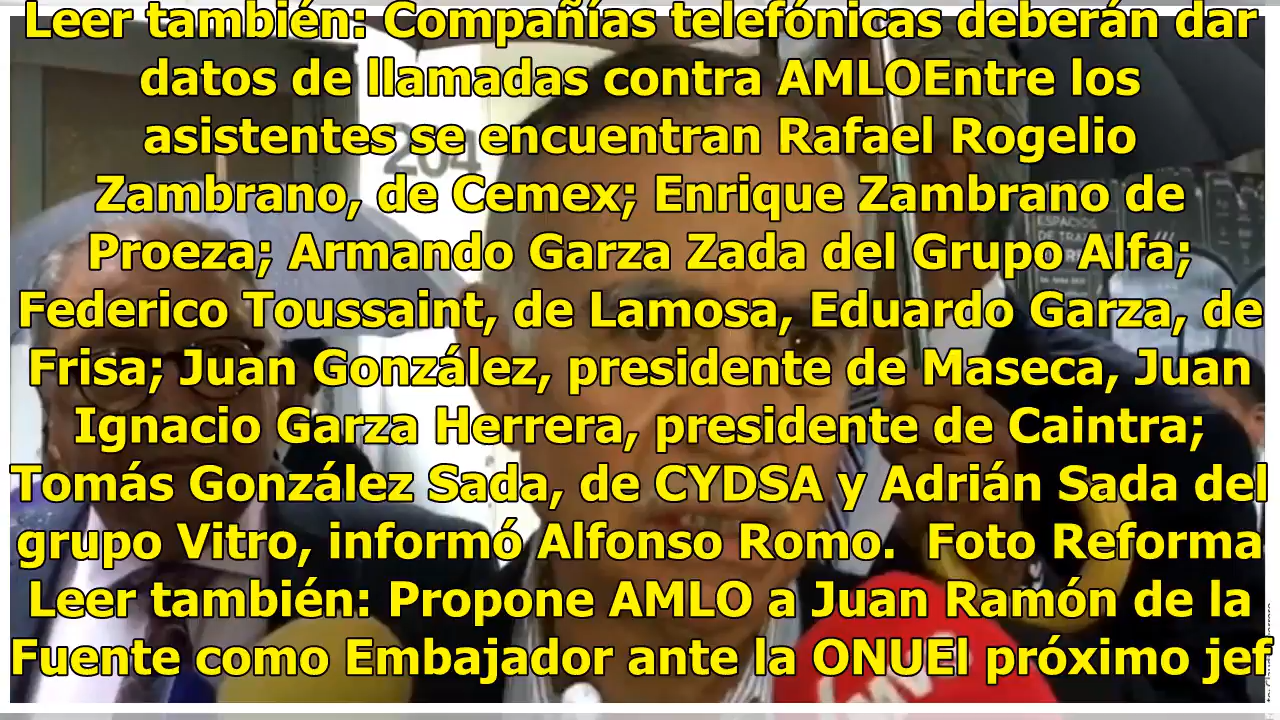 Leer también: Compañías telefónicas deberán dar
datos de llamadas contra AMLOEntre los
asistentes se encuentran Rafael Rogelio
Zambrano, de Cemex; Enrique Zambrano de
Proeza; Armando Garza Zada del Grupo Alfa;
Federico Toussaint, de Lamosa, Eduardo Garza, de
Frisa; Juan González, presidente de Maseca, Juan
Ignacio Garza Herrera, presidente de Caintra;
Tomás González Sada, de CYDSA y Adrián Sada del
grupo Vitro, informó Alfonso Romo. Foto Reforma
Leer también: Propone AMLO a Juan Ramón de la
Fuente como Embajador ante la ONUEl próximo jef
204
ESPACIOS